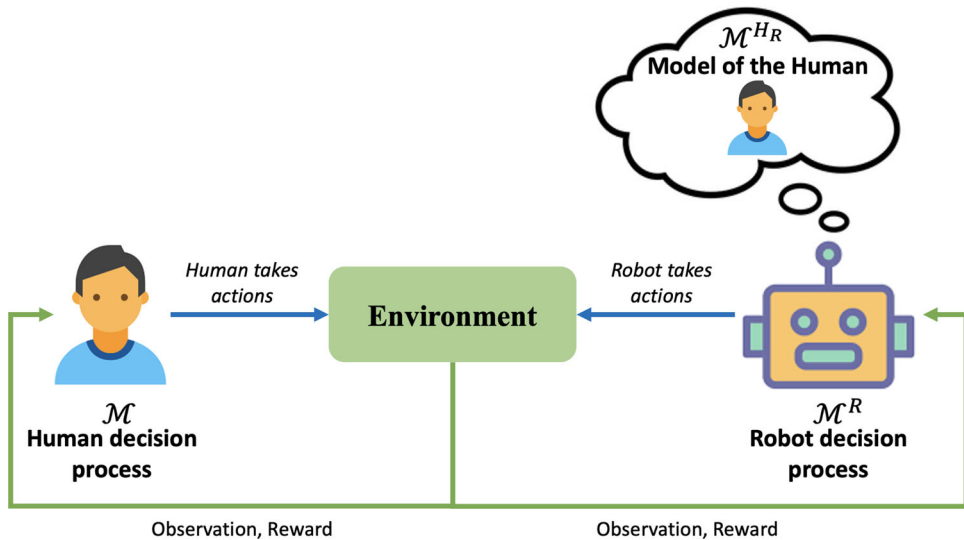 ℳ^{H_R}
Model of the Human
Human takes
actions
Environment
Robot takes
actions
ℳ
Human decision
process
ℳ^R
Robot decision
process
Observation, Reward
Observation, Reward